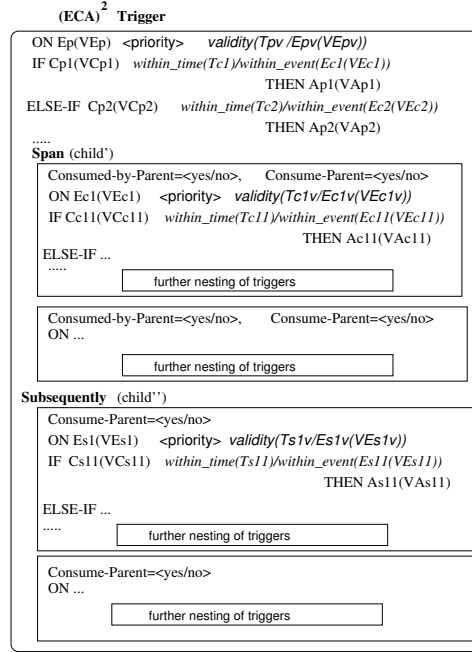 (ECA)2 Trigger
ON Ep(VEp) <priority> validity(Tpv /Epv(VEpv))
IF Cp1(VCp1) within_time(Tc1)/within_event(Ec1(VEc1))
THEN Ap1(VAp1)
ELSE-IF Cp2(VCp2) within_time(Tc2)/within_event(Ec2(VEc2))
THEN Ap2(VAp2)
.....
Span (child')
Consumed-by-Parent=<yes/no>, Consume-Parent=<yes/no>
ON Ec1(VEc1) <priority> validity(Tc1v/Ec1v(VEc1v))
IF Cc11(VCc11) within_time(Tc11)/within_event(Ec11(VEc11))
THEN Ac11(VAc11)
ELSE-IF ...
.....
further nesting of triggers
Consumed-by-Parent=<yes/no>, Consume-Parent=<yes/no>
ON ...
further nesting of triggers
Subsequently (child'')
Consume-Parent=<yes/no>
ON Es1(VEs1) <priority> validity(Ts1v/Es1v(VEs1v))
IF Cs11(VCs11) within_time(Ts11)/within_event(Es11(VEs11))
THEN As11(VAs11)
ELSE-IF ...
.....
further nesting of triggers
Consume-Parent=<yes/no>
ON ...
further nesting of triggers